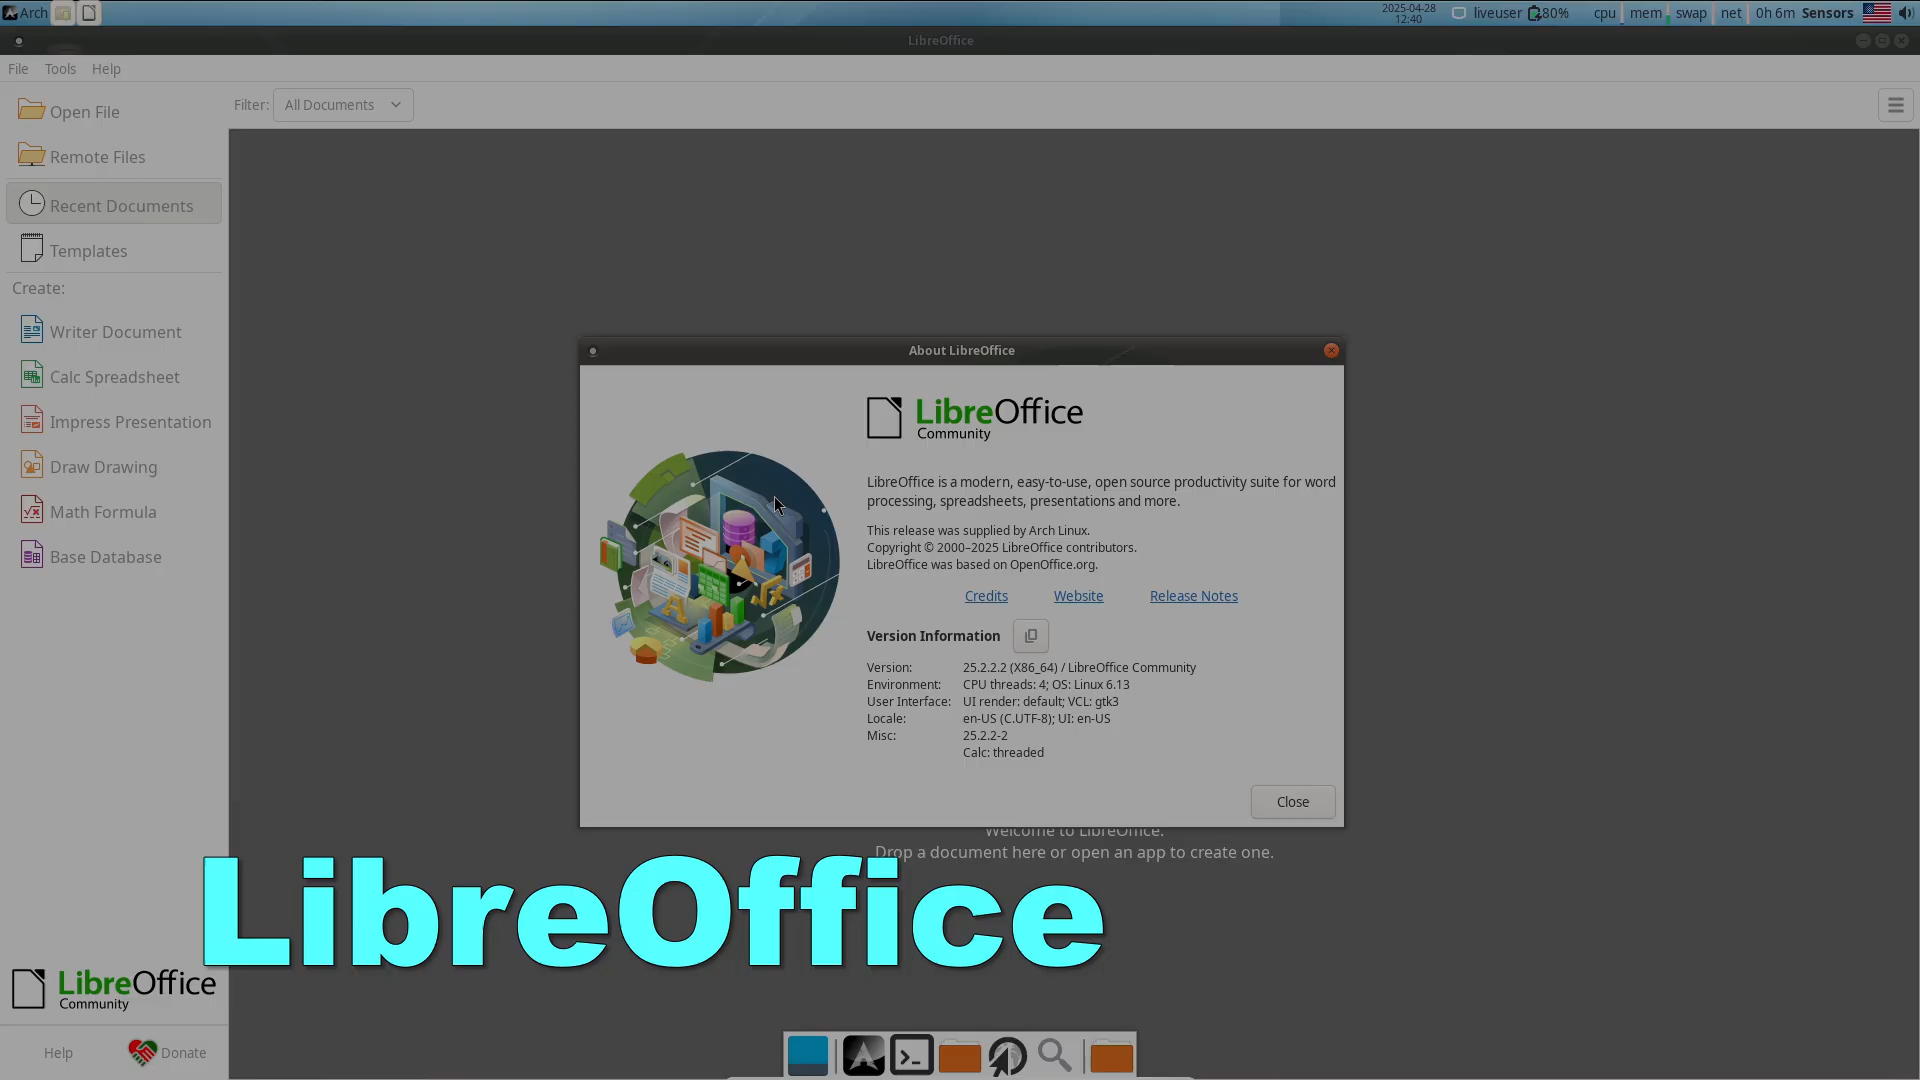 Arch
2025-04-28
12:40
liveuser
80%
cpu
mem
swap
net
0h 6m
Sensors
LibreOffice
File
Tools
Help
Open File
Remote Files
Recent Documents
Templates
Create:
Writer Document
Calc Spreadsheet
Impress Presentation
Draw Drawing
Math Formula
Base Database
Filter:
All Documents
About LibreOffice
LibreOffice
Community
LibreOffice is a modern, easy-to-use, open source productivity suite for word
processing, spreadsheets, presentations and more.
This release was supplied by Arch Linux.
Copyright © 2000–2025 LibreOffice contributors.
LibreOffice was based on OpenOffice.org.
Credits
Website
Release Notes
Version Information
Version: 25.2.2.2 (X86_64) / LibreOffice Community
Environment: CPU threads: 4; OS: Linux 6.13
User Interface: UI render: default; VCL: gtk3
Locale: en-US (C.UTF-8); UI: en-US
Misc: 25.2.2-2
Calc: threaded
Close
Welcome to LibreOffice.
Drop a document here or open an app to create one.
LibreOffice
LibreOffice
Community
Help
Donate